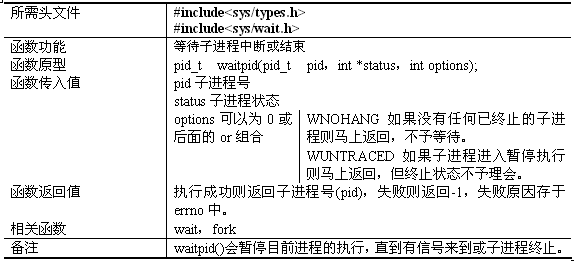 所需头文件
#include<sys/types.h>
#include<sys/wait.h>
函数功能
等待子进程中断或结束
函数原型
pid_t waitpid(pid_t pid，int *status，int options);
函数传入值
pid 子进程号
status 子进程状态
options 可以为 0 或
后面的 or 组合
WNOHANG 如果没有任何已终止的子进
程则马上返回，不予等待。
WUNTRACED 如果子进程进入暂停执行
则马上返回，但终止状态不予理会。
函数返回值
执行成功则返回子进程号(pid)，失败则返回-1，失败原因存于
errno 中。
相关函数
wait，fork
备注
waitpid()会暂停目前进程的执行，直到有信号来到或子进程终止。